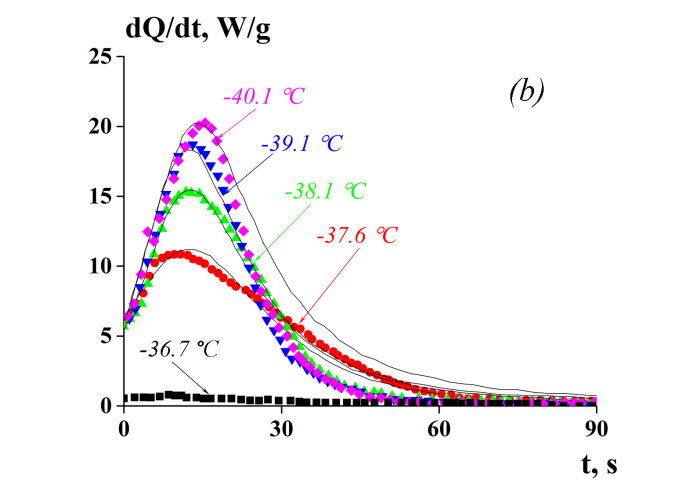 dQ/dt, W/g
25
(b)
-40.1 °C
20
-39.1 °C
-38.1 °C
15
-37.6 °C
10
5
-36.7 °C
0
0 30 60 90
t, s